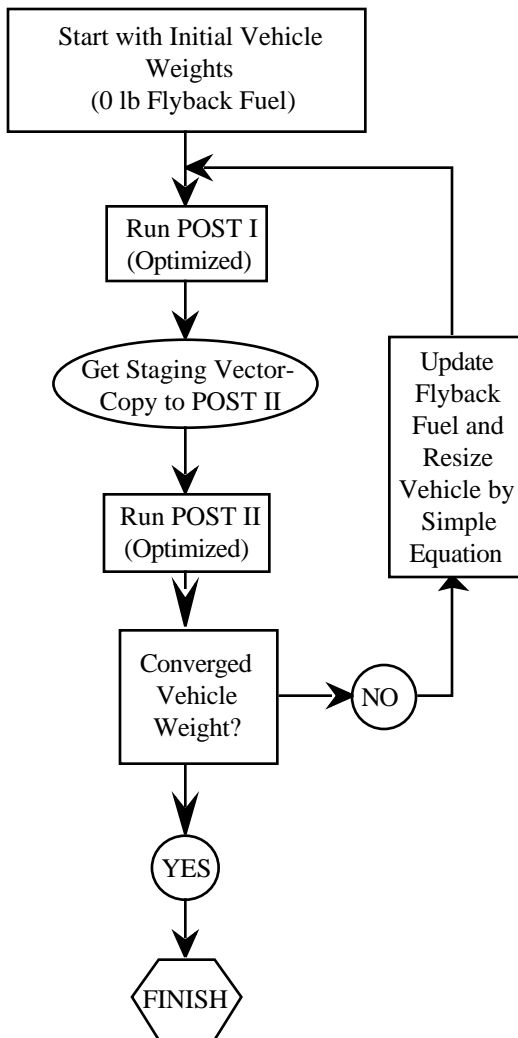 Start with Initial Vehicle
Weights
(0 lb Flyback Fuel)
Run POST I
(Optimized)
Get Staging Vector-
Copy to POST II
Run POST II
(Optimized)
Converged
Vehicle
Weight?
NO
Update
Flyback
Fuel and
Resize
Vehicle by
Simple
Equation
YES
FINISH